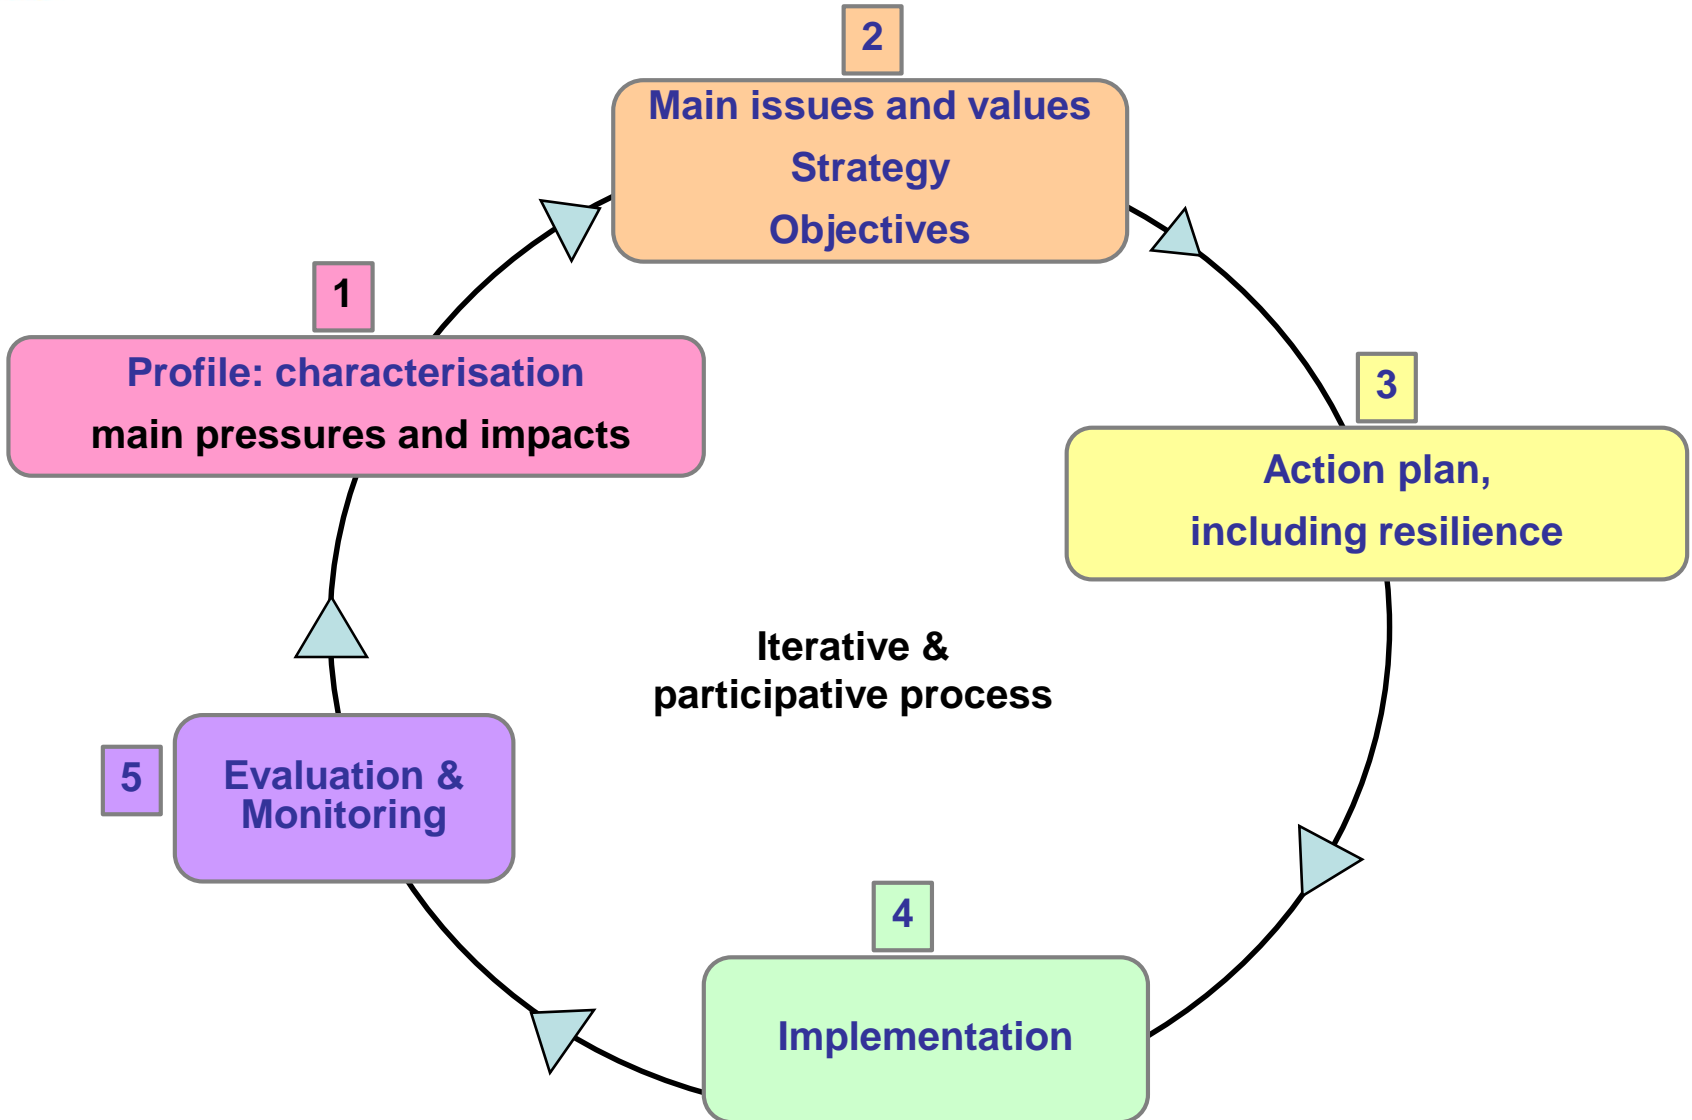 1
Profile: characterisation
main pressures and impacts
2
Main issues and values
Strategy
Objectives
3
Action plan,
including resilience
4
Implementation
5
Evaluation &
Monitoring
Iterative &
participative process